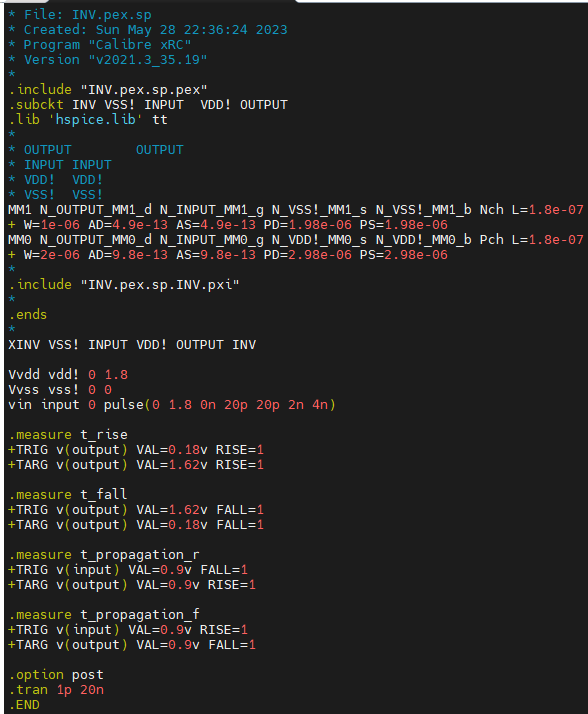 * File: INV.pex.sp
* Created: Sun May 28 22:36:24 2023
* Program "Calibre xRC"
* Version "v2021.3_35.19"
*
.include "INV.pex.sp.pex"
.subckt INV VSS! INPUT  VDD! OUTPUT
.lib 'hspice.lib' tt
*
* OUTPUT        OUTPUT
* INPUT INPUT
* VDD!  VDD!
* VSS!  VSS!
MM1 N_OUTPUT_MM1_d N_INPUT_MM1_g N_VSS!_MM1_s N_VSS!_MM1_b Nch L=1.8e-07
+ W=1e-06 AD=4.9e-13 AS=4.9e-13 PD=1.98e-06 PS=1.98e-06
MM0 N_OUTPUT_MM0_d N_INPUT_MM0_g N_VDD!_MM0_s N_VDD!_MM0_b Pch L=1.8e-07
+ W=2e-06 AD=9.8e-13 AS=9.8e-13 PD=2.98e-06 PS=2.98e-06
*
.include "INV.pex.sp.INV.pxi"
*
.ends
*
XINV VSS! INPUT VDD! OUTPUT INV

Vvdd vdd! 0 1.8
Vvss vss! 0 0
vin input 0 pulse(0 1.8 0n 20p 20p 2n 4n)

.measure t_rise
+TRIG v(output) VAL=0.18v RISE=1
+TARG v(output) VAL=1.62v RISE=1

.measure t_fall
+TRIG v(output) VAL=1.62v FALL=1
+TARG v(output) VAL=0.18v FALL=1

.measure t_propagation_r
+TRIG v(input) VAL=0.9v FALL=1
+TARG v(output) VAL=0.9v RISE=1

.measure t_propagation_f
+TRIG v(input) VAL=0.9v RISE=1
+TARG v(output) VAL=0.9v FALL=1

.option post
.tran 1p 20n
.END